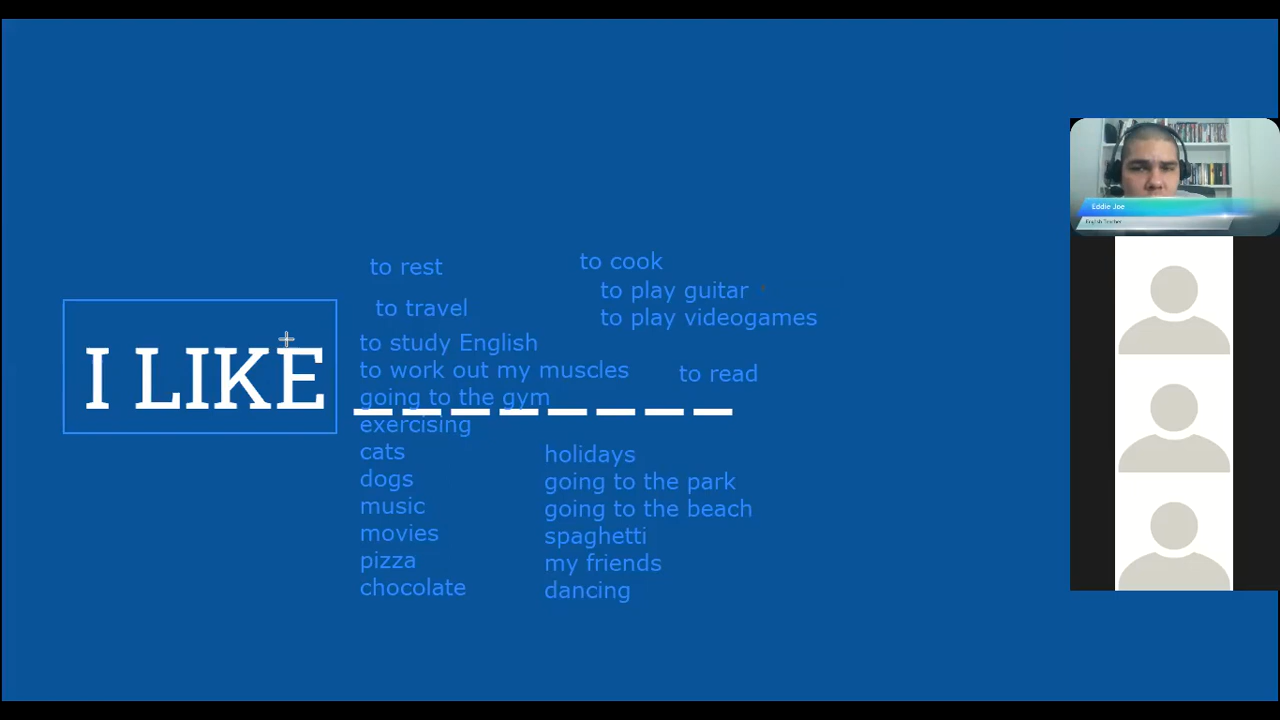 I LIKE
to rest
to cook
to play guitar
to travel
to play videogames
to study English
to work out my muscles
to read
going to the gym
exercising
cats
dogs
music
movies
pizza
chocolate
holidays
going to the park
going to the beach
spaghetti
my friends
dancing
Eddie Joe
English Teacher